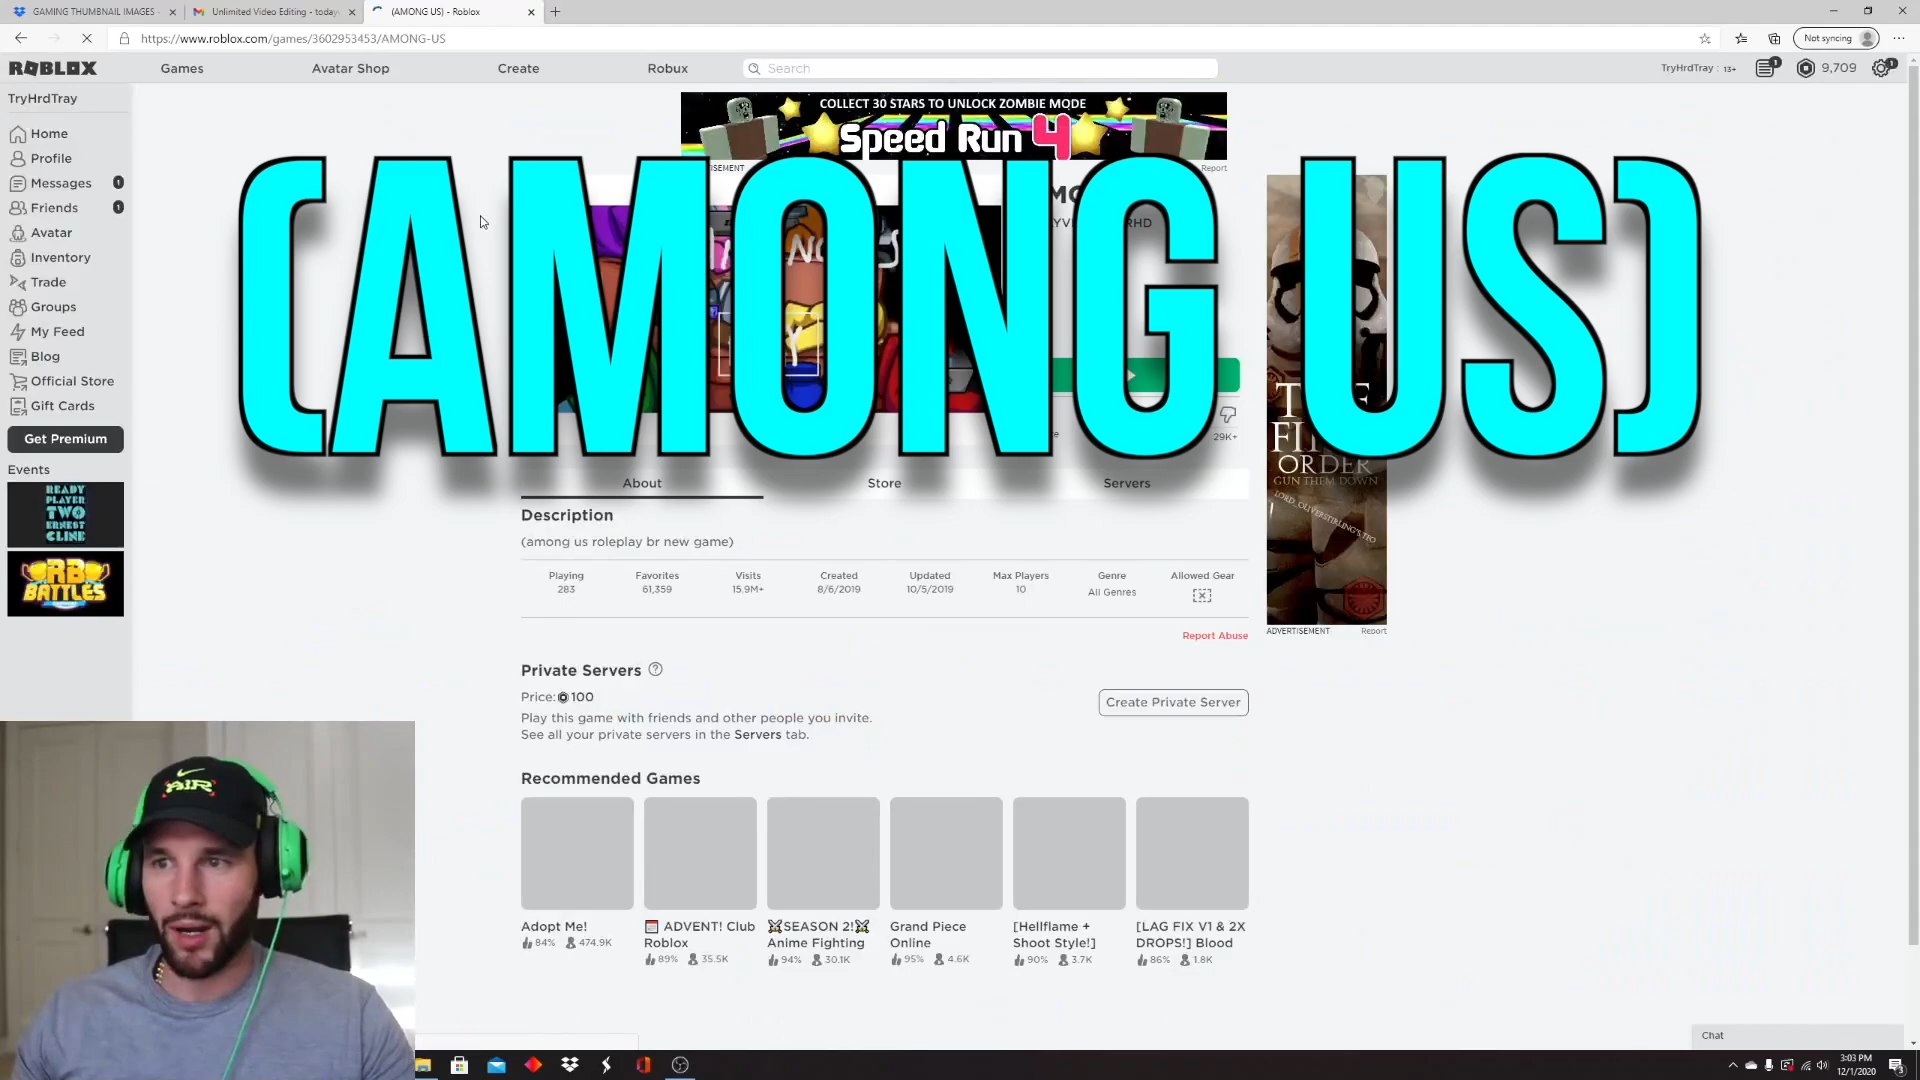 GAMING THUMBNAIL IMAGES -
Unlimited Video Editing - today
(AMONG US) - Roblox
https://www.roblox.com/games/3602953453/AMONG-US
Not syncing
ROBLOX
Games
Avatar Shop
Create
Robux
Search
TryHrdTray : 13+
1
9,709
1
TryHrdTray
Home
Profile
Messages 1
Friends 1
Avatar
Inventory
Trade
Groups
My Feed
Blog
Official Store
Gift Cards
Get Premium
Events
READY
PLAYER
TWO
ERNEST
CLINE
RB
BATTLES
COLLECT 30 STARS TO UNLOCK ZOMBIE MODE
Speed Run 4
Report
(AMONG US)
29K+
ORDER
GUN THEM DOWN
ADVERTISEMENT Report
About
Store
Servers
Description
(among us roleplay br new game)
Playing Favorites Visits Created Updated Max Players Genre Allowed Gear
283 61,359 15.9M+ 8/6/2019 10/5/2019 10 All Genres
Report Abuse
Private Servers
Price: 100
Create Private Server
Play this game with friends and other people you invite.
See all your private servers in the Servers tab.
Recommended Games
Adopt Me!
84% 474.9K
ADVENT! Club
Roblox
89% 35.5K
SEASON 2!
Anime Fighting
94% 30.1K
Grand Piece
Online
95% 4.6K
[Hellflame +
Shoot Style!]
90% 3.7K
[LAG FIX V1 & 2X
DROPS!] Blood
86% 1.8K
AIR
Chat
3:03 PM
12/1/2020
3